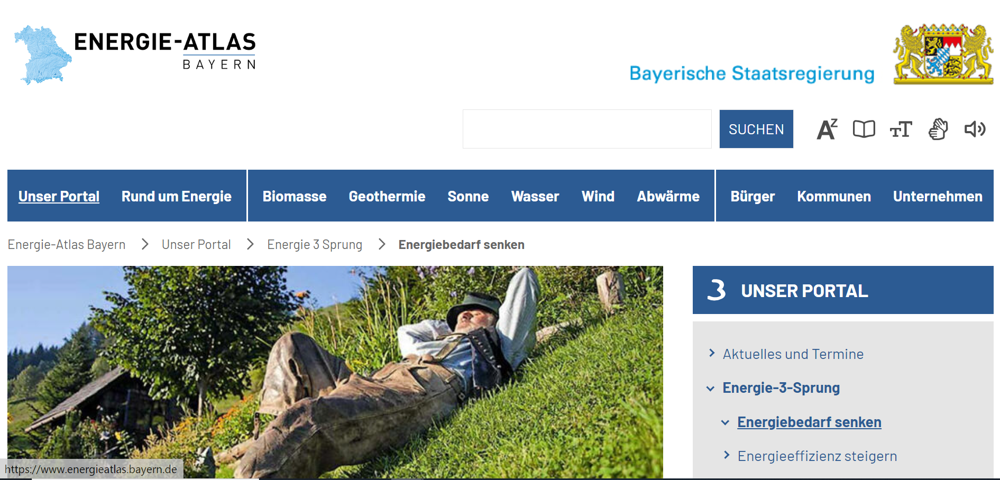 ENERGIE-ATLAS
BAYERN
Bayerische Staatsregierung
SUCHEN
Unser Portal Rund um Energie Biomasse Geothermie Sonne Wasser Wind Abwärme Bürger Kommunen Unternehmen
Energie-Atlas Bayern > Unser Portal > Energie 3 Sprung > Energiebedarf senken
3 UNSER PORTAL
Aktuelles und Termine
Energie-3-Sprung
Energiebedarf senken
Energieeffizienz steigern
https://www.energieatlas.bayern.de